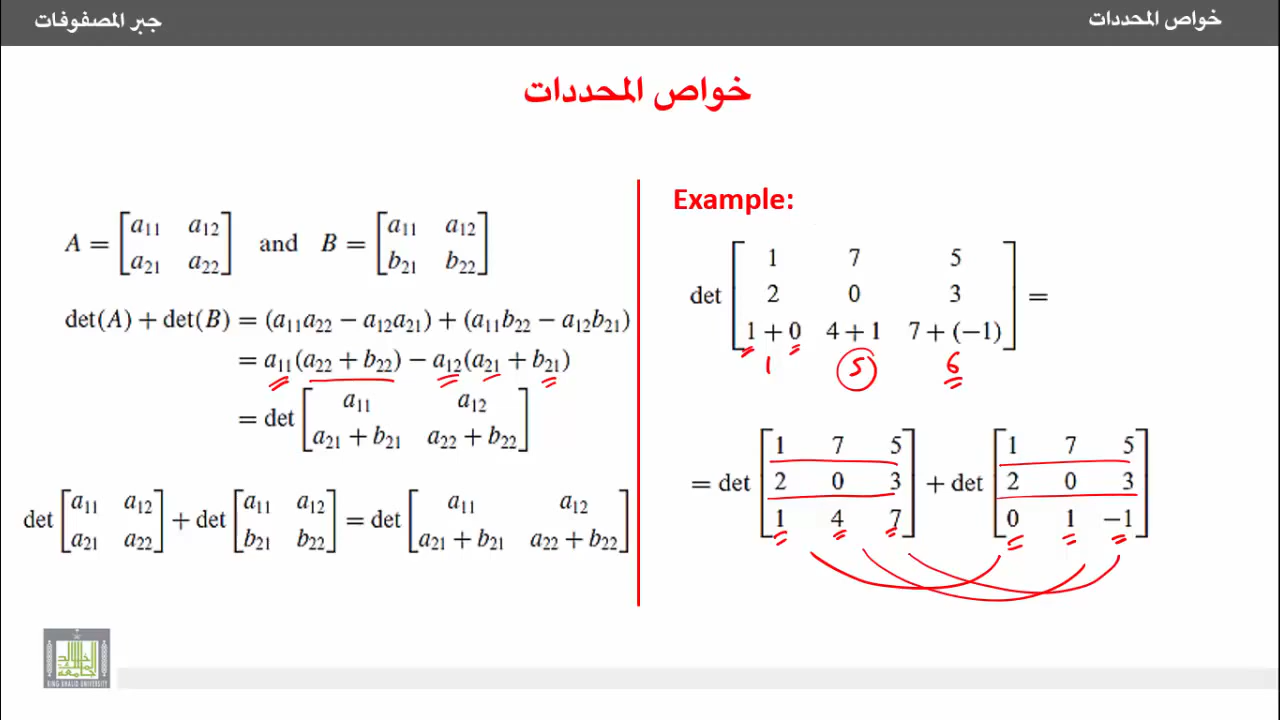 جبر المصفوفات
خواص المحددات
خواص المحددات
A = [a₁₁ a₁₂; a₂₁ a₂₂] and B = [a₁₁ a₁₂; b₂₁ b₂₂]
det(A) + det(B) = (a₁₁a₂₂ − a₁₂a₂₁) + (a₁₁b₂₂ − a₁₂b₂₁)
= a₁₁(a₂₂ + b₂₂) − a₁₂(a₂₁ + b₂₁)
= det [a₁₁ a₁₂; a₂₁ + b₂₁ a₂₂ + b₂₂]
det [a₁₁ a₁₂; a₂₁ a₂₂] + det [a₁₁ a₁₂; b₂₁ b₂₂] = det [a₁₁ a₁₂; a₂₁ + b₂₁ a₂₂ + b₂₂]
Example:
det [1 7 5; 2 0 3; 1 + 0 4 + 1 7 + (−1)] =
1 5 6
= det [1 7 5; 2 0 3; 1 4 7] + det [1 7 5; 2 0 3; 0 1 −1]
KING KHALID UNIVERSITY